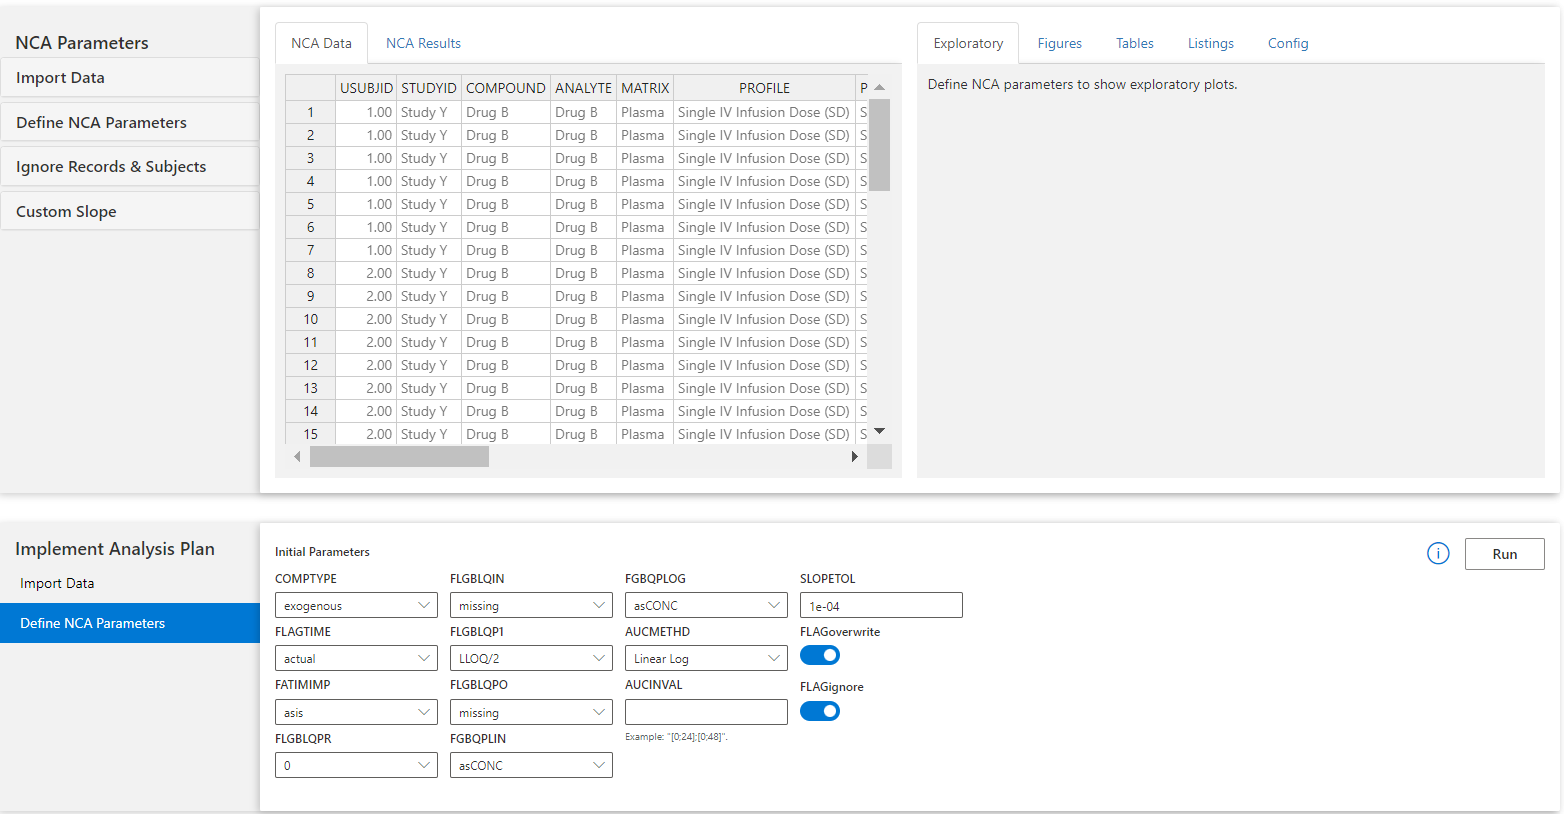 NCA Parameters
Import Data
Define NCA Parameters
Ignore Records & Subjects
Custom Slope
NCA Data NCA Results
USUBJID STUDYID COMPOUND ANALYTE MATRIX PROFILE P
1 1.00 Study Y Drug B Drug B Plasma Single IV Infusion Dose (SD) S
2 1.00 Study Y Drug B Drug B Plasma Single IV Infusion Dose (SD) S
3 1.00 Study Y Drug B Drug B Plasma Single IV Infusion Dose (SD) S
4 1.00 Study Y Drug B Drug B Plasma Single IV Infusion Dose (SD) S
5 1.00 Study Y Drug B Drug B Plasma Single IV Infusion Dose (SD) S
6 1.00 Study Y Drug B Drug B Plasma Single IV Infusion Dose (SD) S
7 1.00 Study Y Drug B Drug B Plasma Single IV Infusion Dose (SD) S
8 2.00 Study Y Drug B Drug B Plasma Single IV Infusion Dose (SD) S
9 2.00 Study Y Drug B Drug B Plasma Single IV Infusion Dose (SD) S
10 2.00 Study Y Drug B Drug B Plasma Single IV Infusion Dose (SD) S
11 2.00 Study Y Drug B Drug B Plasma Single IV Infusion Dose (SD) S
12 2.00 Study Y Drug B Drug B Plasma Single IV Infusion Dose (SD) S
13 2.00 Study Y Drug B Drug B Plasma Single IV Infusion Dose (SD) S
14 2.00 Study Y Drug B Drug B Plasma Single IV Infusion Dose (SD) S
15 2.00 Study Y Drug B Drug B Plasma Single IV Infusion Dose (SD) S
Exploratory Figures Tables Listings Config
Define NCA parameters to show exploratory plots.
Implement Analysis Plan
Import Data
Define NCA Parameters
Initial Parameters
i Run
COMPTYPE FLGBLQIN FGBQPLOG SLOPETOL
exogenous missing asCONC 1e-04
FLAGTIME FLGBLQP1 AUCMETHD FLAGoverwrite
actual LLOQ/2 Linear Log
FATIMIMP FLGBLQPO AUCINVAL FLAGignore
asis missing
FLGBLQPR FGBQPLIN Example: "[0;24];[0;48]".
0 asCONC